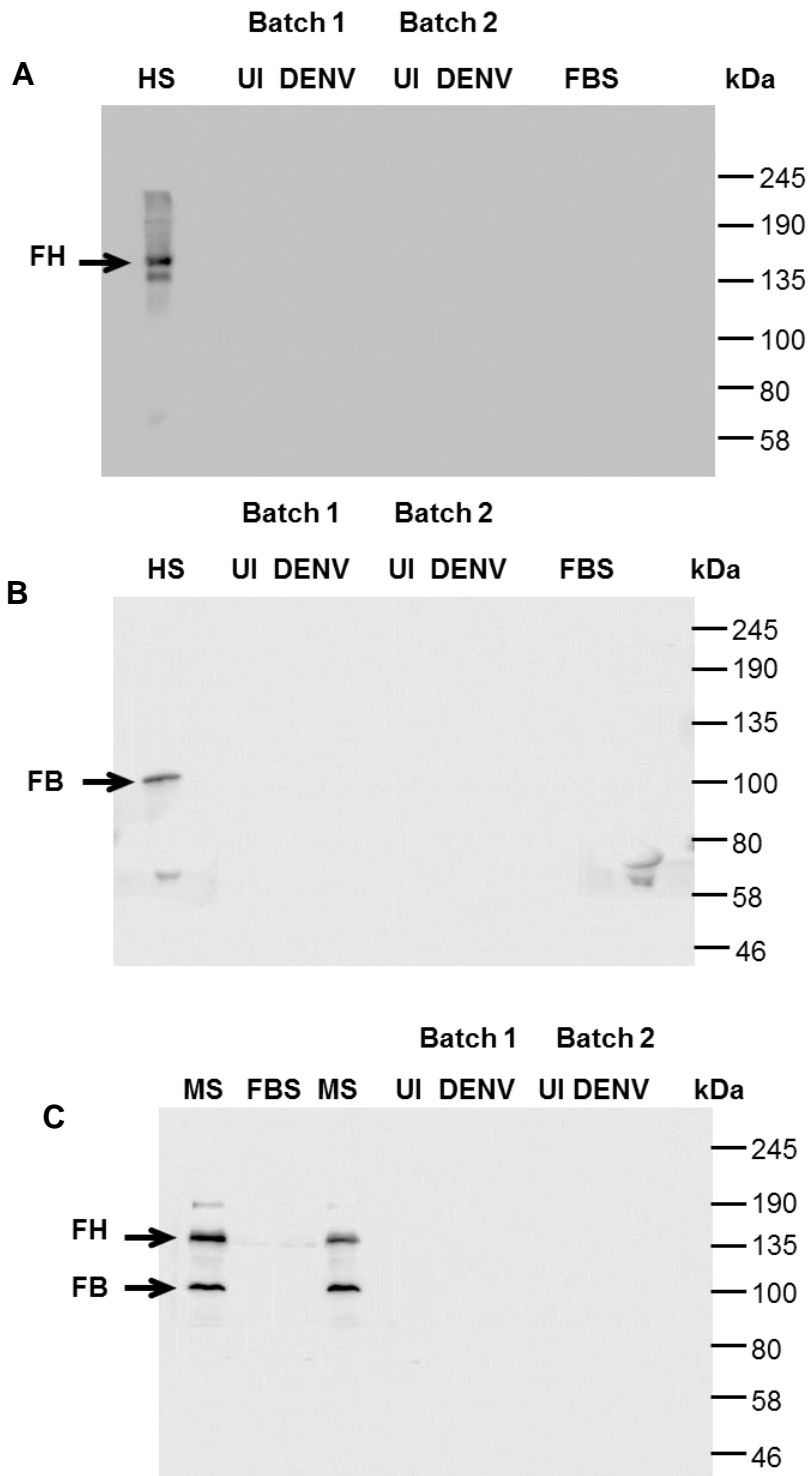 Batch 1 Batch 2
A HS UI DENV UI DENV FBS kDa
245
190
FH
135
100
80
58
Batch 1 Batch 2
B HS UI DENV UI DENV FBS kDa
245
190
135
FB 100
80
58
46
Batch 1 Batch 2
C MS FBS MS UI DENV UI DENV kDa
245
190
FH
135
FB 100
80
58
46